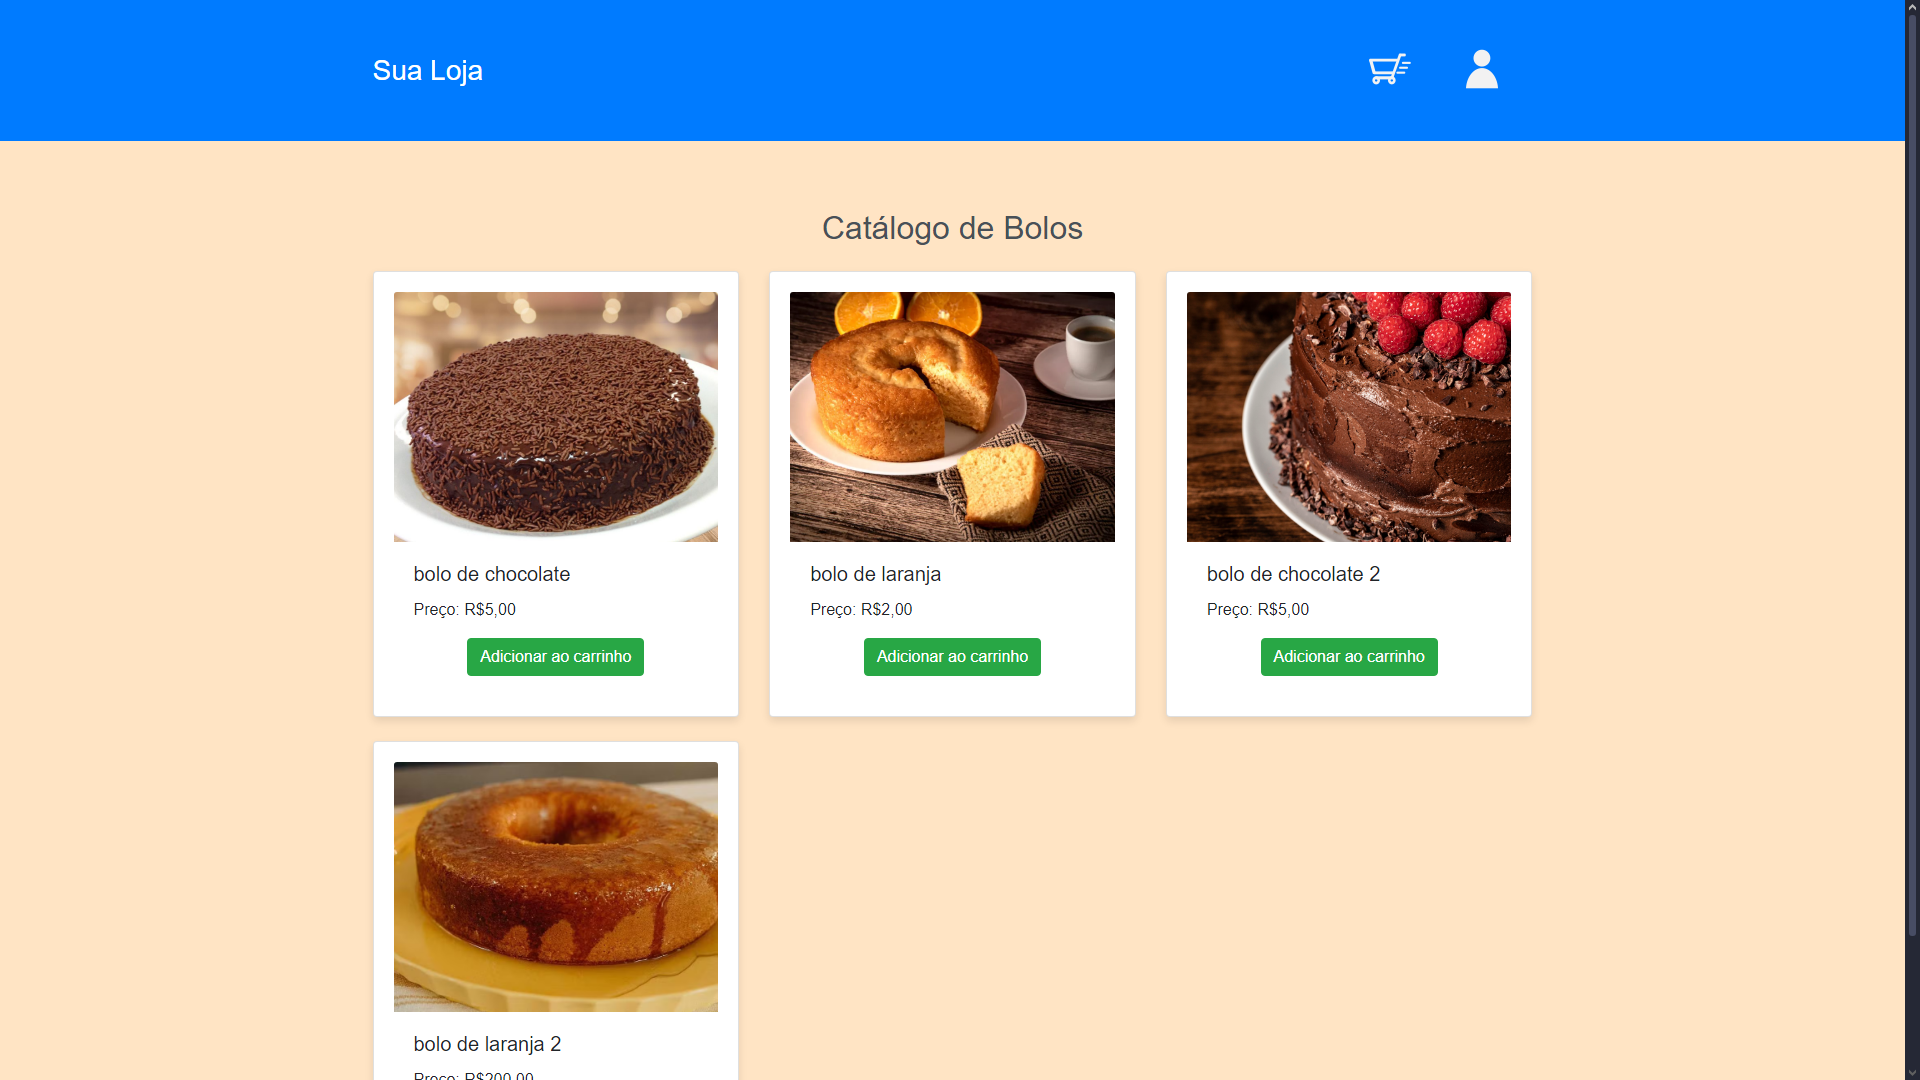 Sua Loja
Catálogo de Bolos
bolo de chocolate
Preço: R$5,00
Adicionar ao carrinho
bolo de laranja
Preço: R$2,00
Adicionar ao carrinho
bolo de chocolate 2
Preço: R$5,00
Adicionar ao carrinho
bolo de laranja 2
Preço: R$200,00